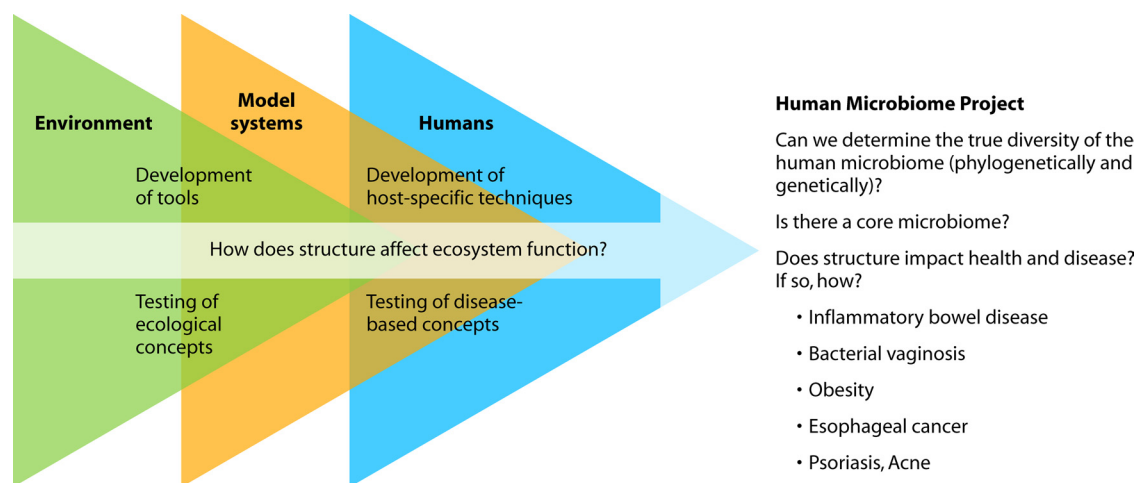 Environment
Model
systems
Humans
Development
of tools
Development of
host-specific techniques
How does structure affect ecosystem function?
Testing of
ecological
concepts
Testing of disease-
based concepts
Human Microbiome Project
Can we determine the true diversity of the
human microbiome (phylogenetically and
genetically)?
Is there a core microbiome?
Does structure impact health and disease?
If so, how?
• Inflammatory bowel disease
• Bacterial vaginosis
• Obesity
• Esophageal cancer
• Psoriasis, Acne